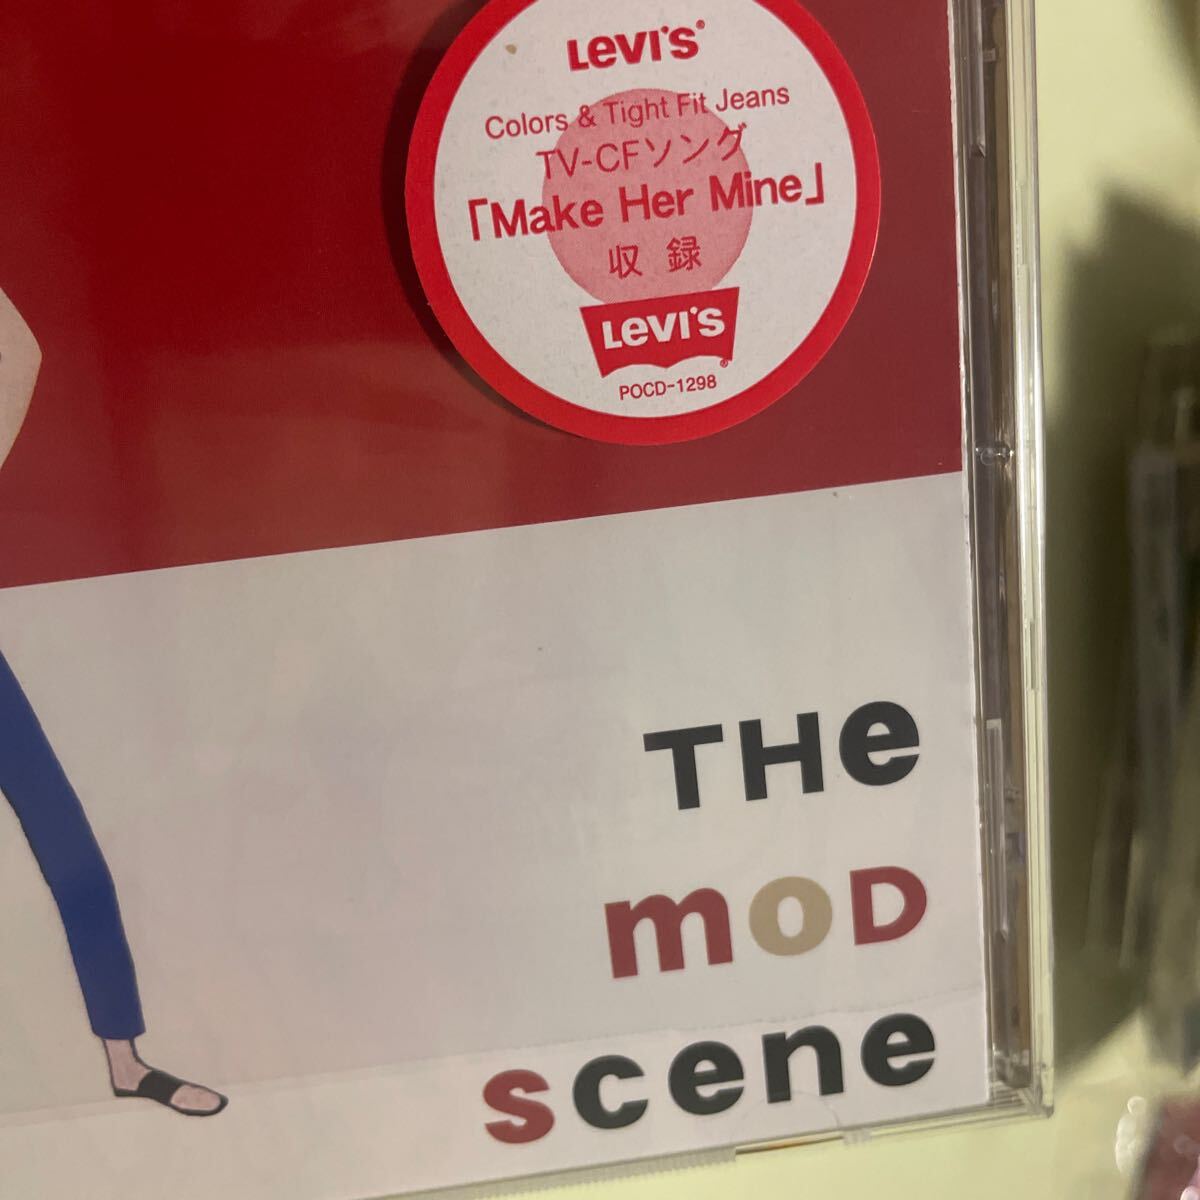 Levi's®
Colors & Tight Fit Jeans
TV-CFソング
「Make Her Mine」
収録
Levi's®
POCD-1298
THe
moD
scene